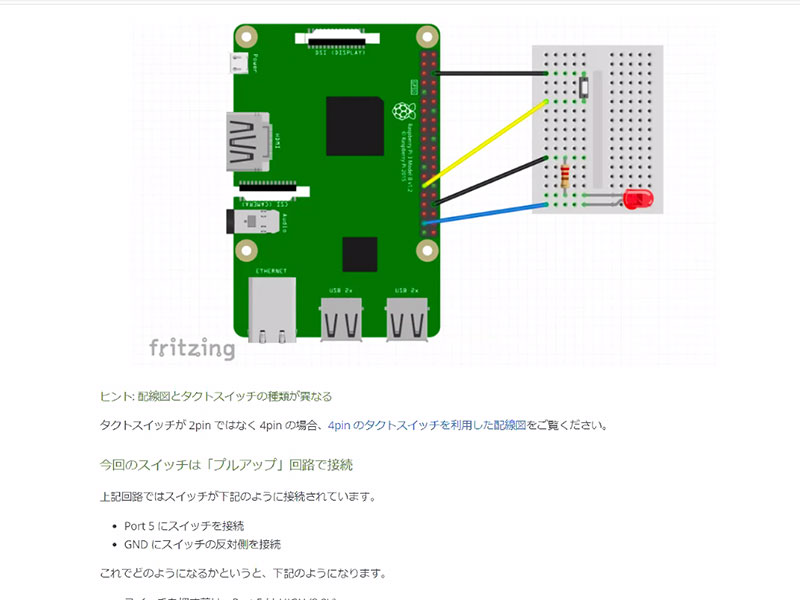 DSI (DISPLAY)
Power
GPIO
HDMI
Raspberry Pi 3 Model B v1.2
© Raspberry Pi 2015
CSI (CAMERA)
Audio
ETHERNET
USB 2x
USB 2x
fritzing
ヒント: 配線図とタクトスイッチの種類が異なる
タクトスイッチが 2pin ではなく 4pin の場合、4pin のタクトスイッチを利用した配線図をご覧ください。
今回のスイッチは「プルアップ」回路で接続
上記回路ではスイッチが下記のように接続されています。
• Port 5 にスイッチを接続
• GND にスイッチの反対側を接続
これでどのようになるかというと、下記のようになります。